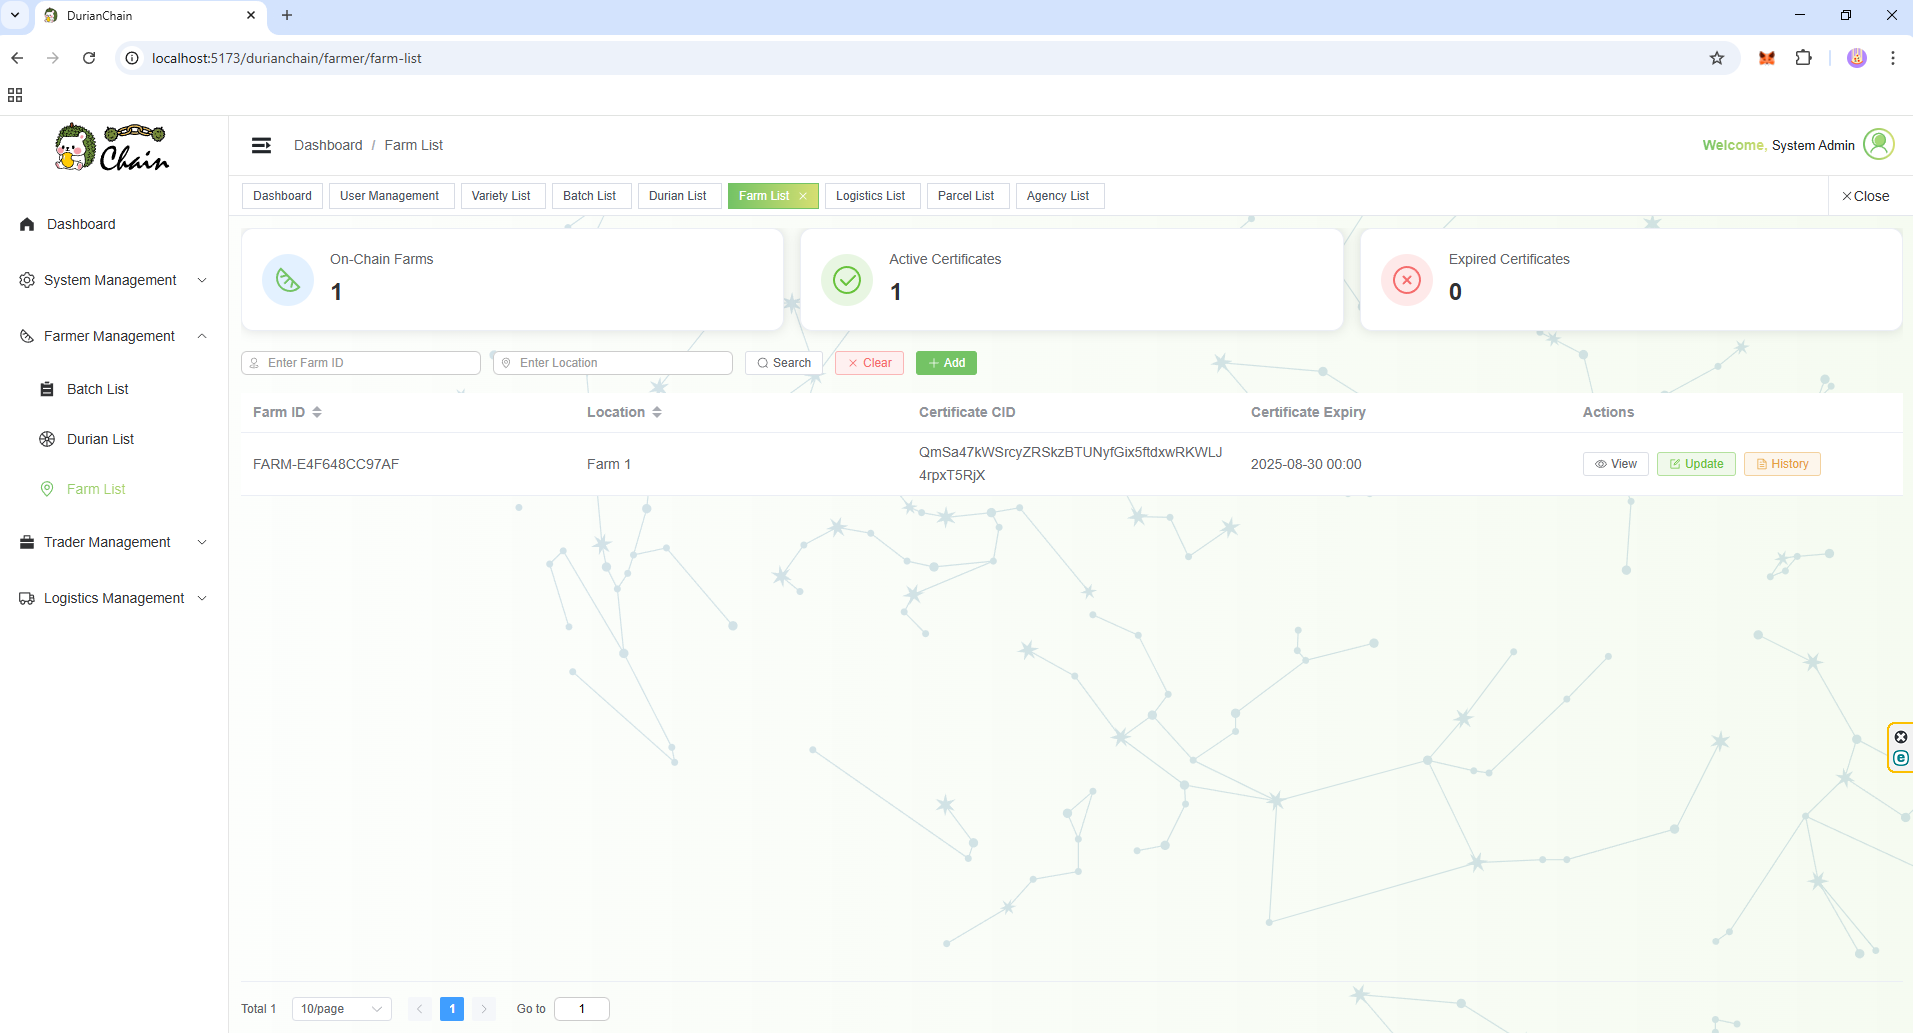 DurianChain
localhost:5173/durianchain/farmer/farm-list
Chain
Dashboard / Farm List
Welcome, System Admin
Dashboard
User Management
Variety List
Batch List
Durian List
Farm List
Logistics List
Parcel List
Agency List
Close
Dashboard
System Management
Farmer Management
Batch List
Durian List
Farm List
Trader Management
Logistics Management
On-Chain Farms
1
Active Certificates
1
Expired Certificates
0
Enter Farm ID
Enter Location
Search
Clear
Add
Farm ID Location Certificate CID Certificate Expiry Actions
FARM-E4F648CC97AF Farm 1 QmSa47kWSrcyZRSkzBTUNyfGix5ftdxwRKWLJ 2025-08-30 00:00 View Update History
4rpxT5RjX
Total 1 10/page 1 Go to 1